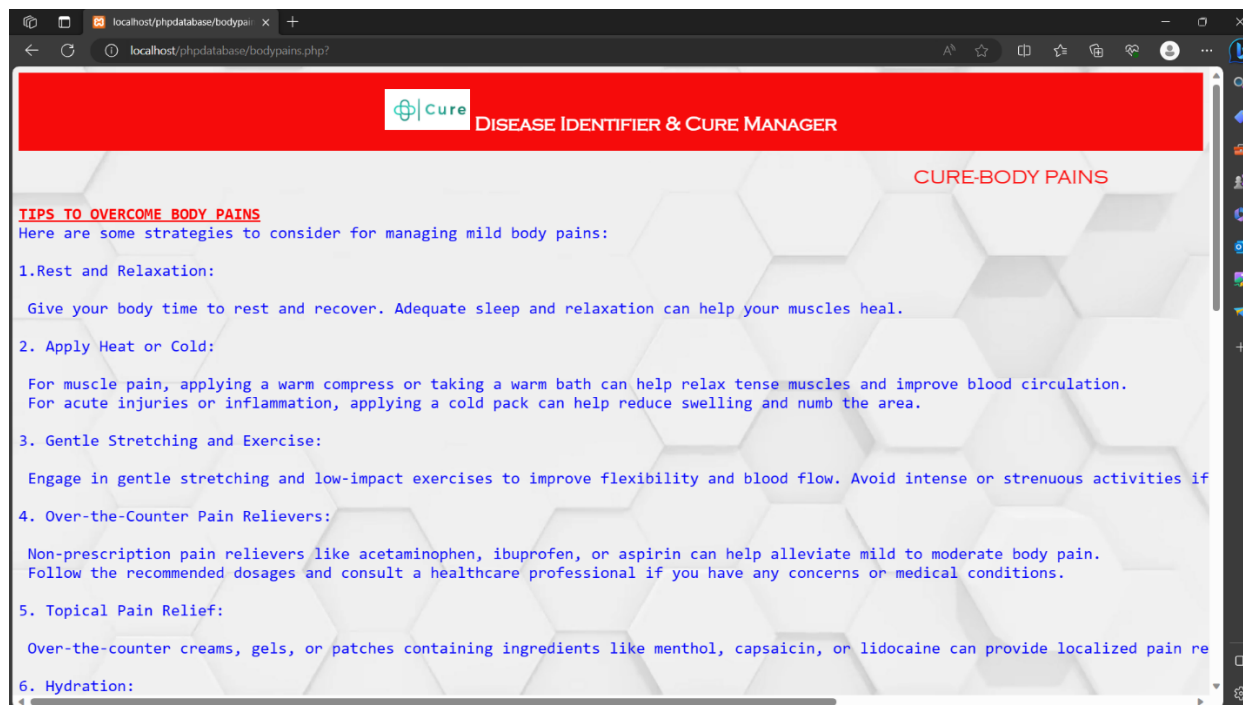 localhost/phpdatabase/bodypain
localhost/phpdatabase/bodypains.php?
Cure
DISEASE IDENTIFIER & CURE MANAGER
CURE-BODY PAINS
TIPS TO OVERCOME BODY PAINS
Here are some strategies to consider for managing mild body pains:
1.Rest and Relaxation:
Give your body time to rest and recover. Adequate sleep and relaxation can help your muscles heal.
2. Apply Heat or Cold:
For muscle pain, applying a warm compress or taking a warm bath can help relax tense muscles and improve blood circulation.
For acute injuries or inflammation, applying a cold pack can help reduce swelling and numb the area.
3. Gentle Stretching and Exercise:
Engage in gentle stretching and low-impact exercises to improve flexibility and blood flow. Avoid intense or strenuous activities if
4. Over-the-Counter Pain Relievers:
Non-prescription pain relievers like acetaminophen, ibuprofen, or aspirin can help alleviate mild to moderate body pain.
Follow the recommended dosages and consult a healthcare professional if you have any concerns or medical conditions.
5. Topical Pain Relief:
Over-the-counter creams, gels, or patches containing ingredients like menthol, capsaicin, or lidocaine can provide localized pain re
6. Hydration: